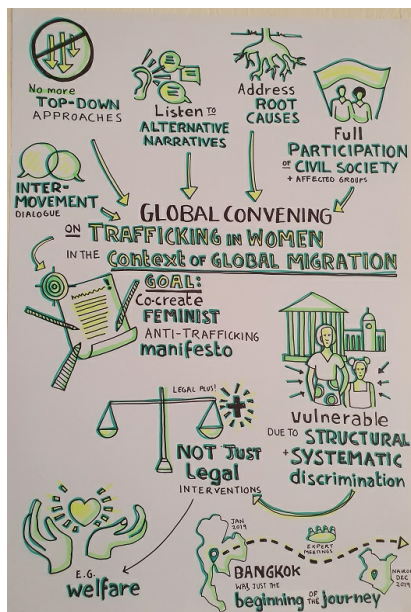 No more
TOP-DOWN
APPROACHES
Listen TO
ALTERNATIVE
NARRATIVES
Address
ROOT
CAUSES
Full
PARTICIPATION
OF CIVIL SOCIETY
+ AFFECTED GROUPS
INTER-
MOVEMENT
DIALOGUE
GLOBAL CONVENING
ON TRAFFICKING IN WOMEN
IN THE Context OF GLOBAL MIGRATION
GOAL:
Co-create
FEMINIST
ANTI-TRAFFICKING
manifesto
Vulnerable
DUE TO STRUCTURAL
+ SYSTEMATIC
discrimination
LEGAL PLUS!
NOT JUST
Legal
INTERVENTIONS
E.G.
welfare
JAN
2019
EXPERT
MEETINGS
NAIROBI
DEC
2019
BANGKOK
WAS JUST THE
beginning OF THE journey